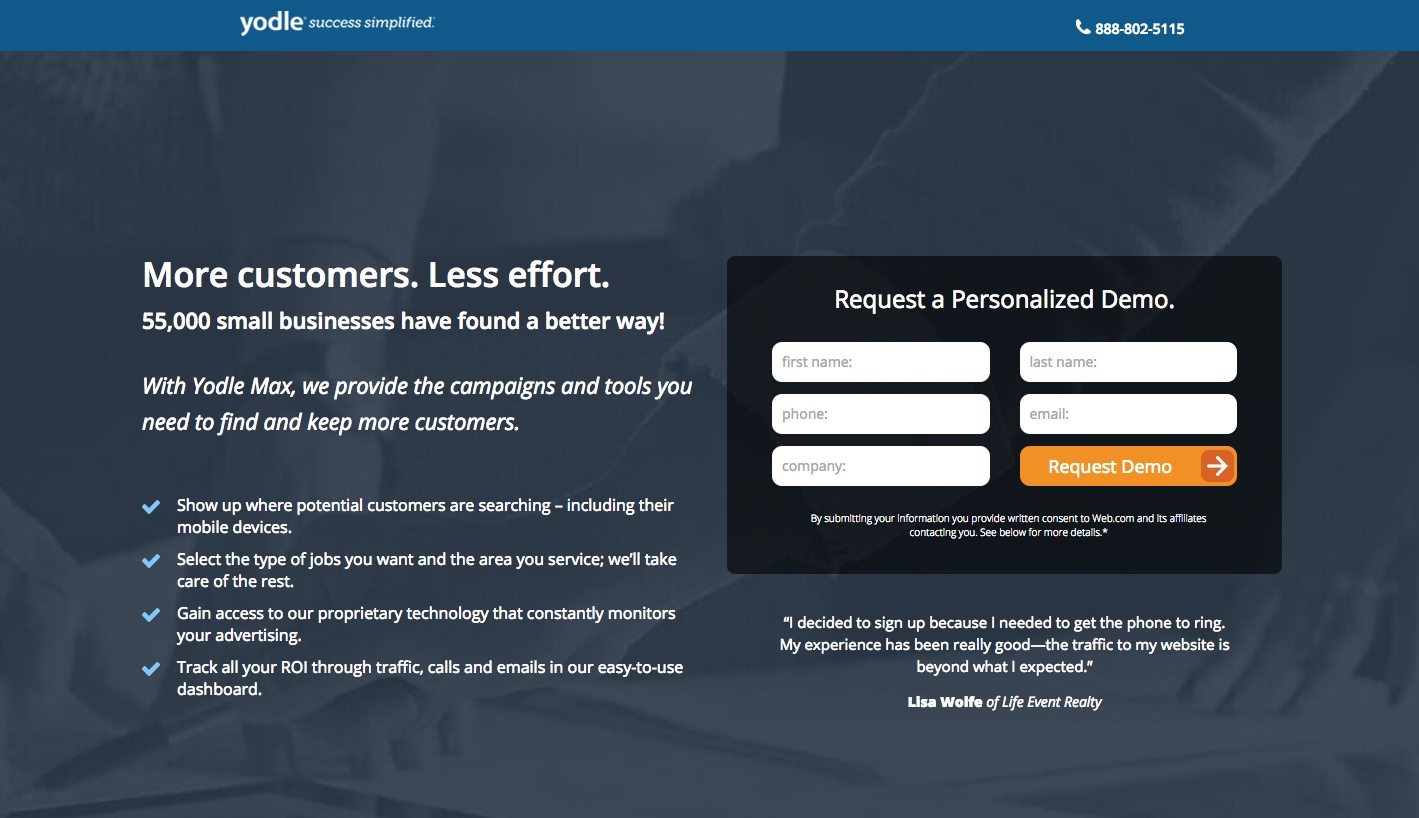 yodle® success simplified.™
888-802-5115
More customers. Less effort.
55,000 small businesses have found a better way!
With Yodle Max, we provide the campaigns and tools you
need to find and keep more customers.
Show up where potential customers are searching – including their
mobile devices.
Select the type of jobs you want and the area you service; we’ll take
care of the rest.
Gain access to our proprietary technology that constantly monitors
your advertising.
Track all your ROI through traffic, calls and emails in our easy-to-use
dashboard.
Request a Personalized Demo.
first name:
last name:
phone:
email:
company:
Request Demo
By submitting your information you provide written consent to Web.com and its affiliates
contacting you. See below for more details.*
“I decided to sign up because I needed to get the phone to ring.
My experience has been really good—the traffic to my website is
beyond what I expected.”
Lisa Wolfe of Life Event Realty